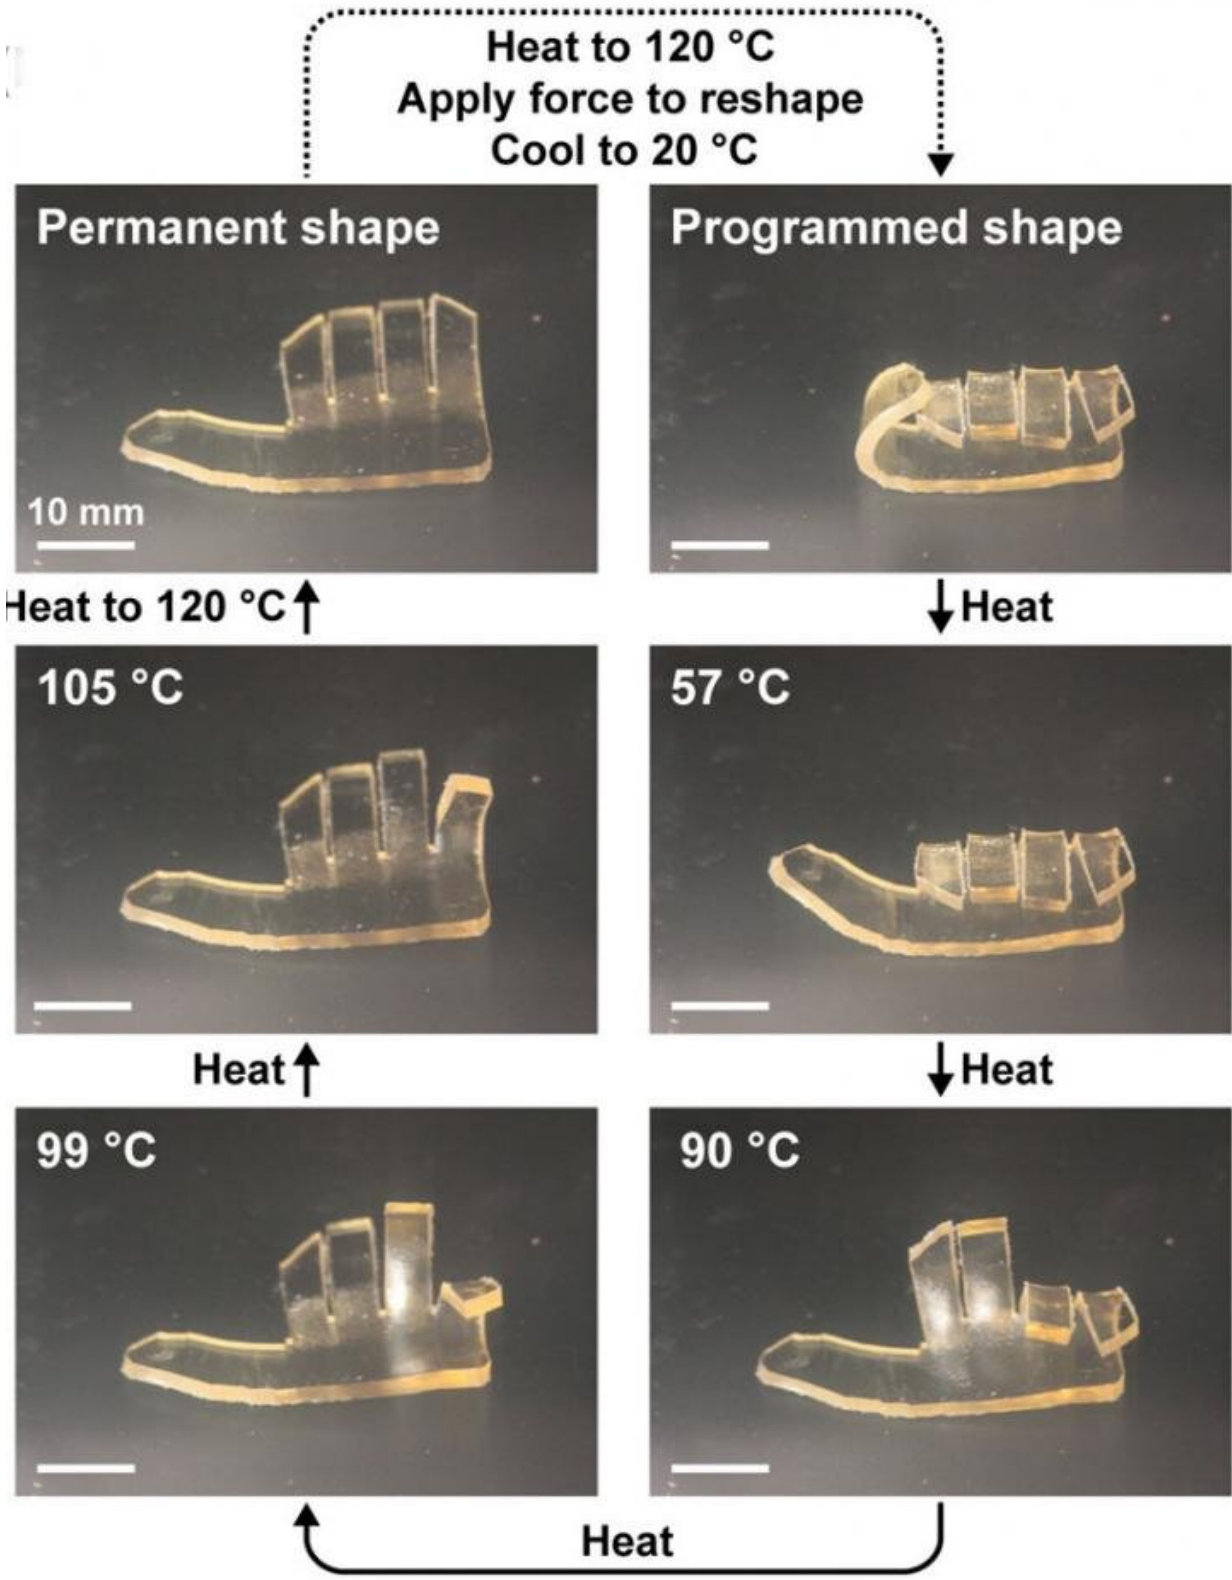 Heat to 120 °C
Apply force to reshape
Cool to 20 °C
Permanent shape
Programmed shape
10 mm
Heat to 120 °C
Heat
105 °C
57 °C
Heat
Heat
99 °C
90 °C
Heat